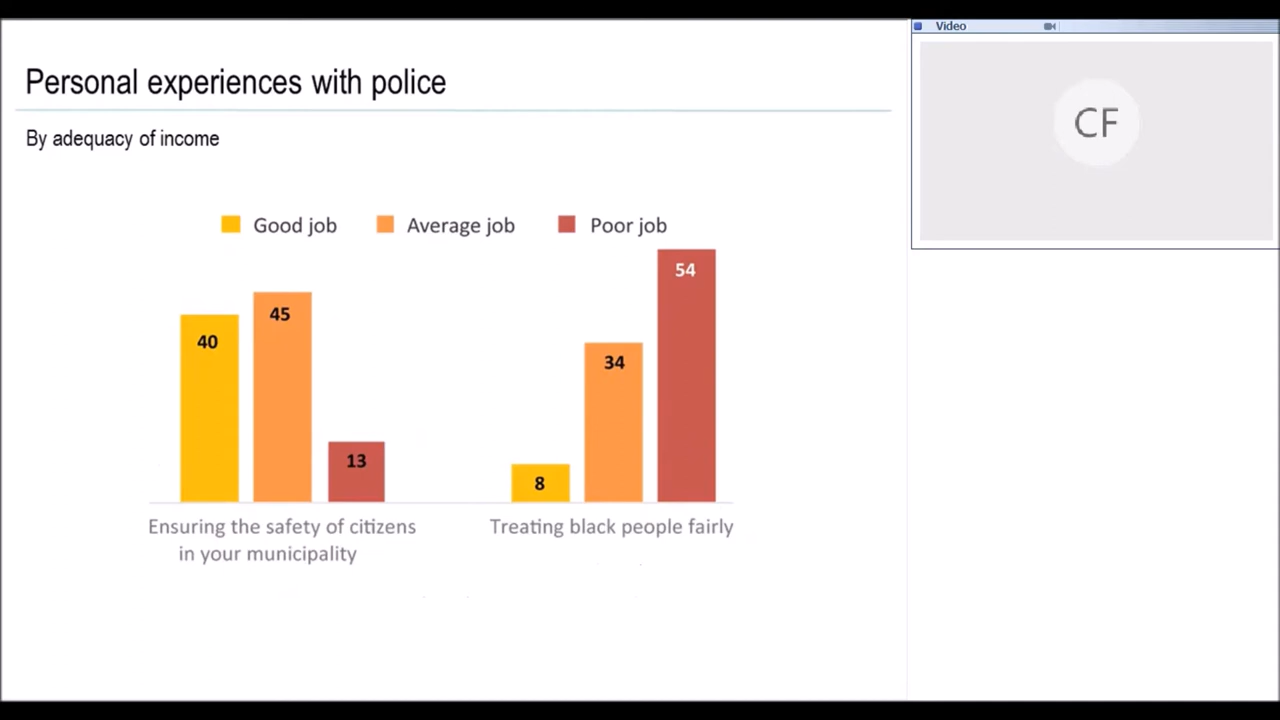 Video
Personal experiences with police
CF
By adequacy of income
Good job
Average job
Poor job
40
45
13
8
34
54
Ensuring the safety of citizens
in your municipality
Treating black people fairly